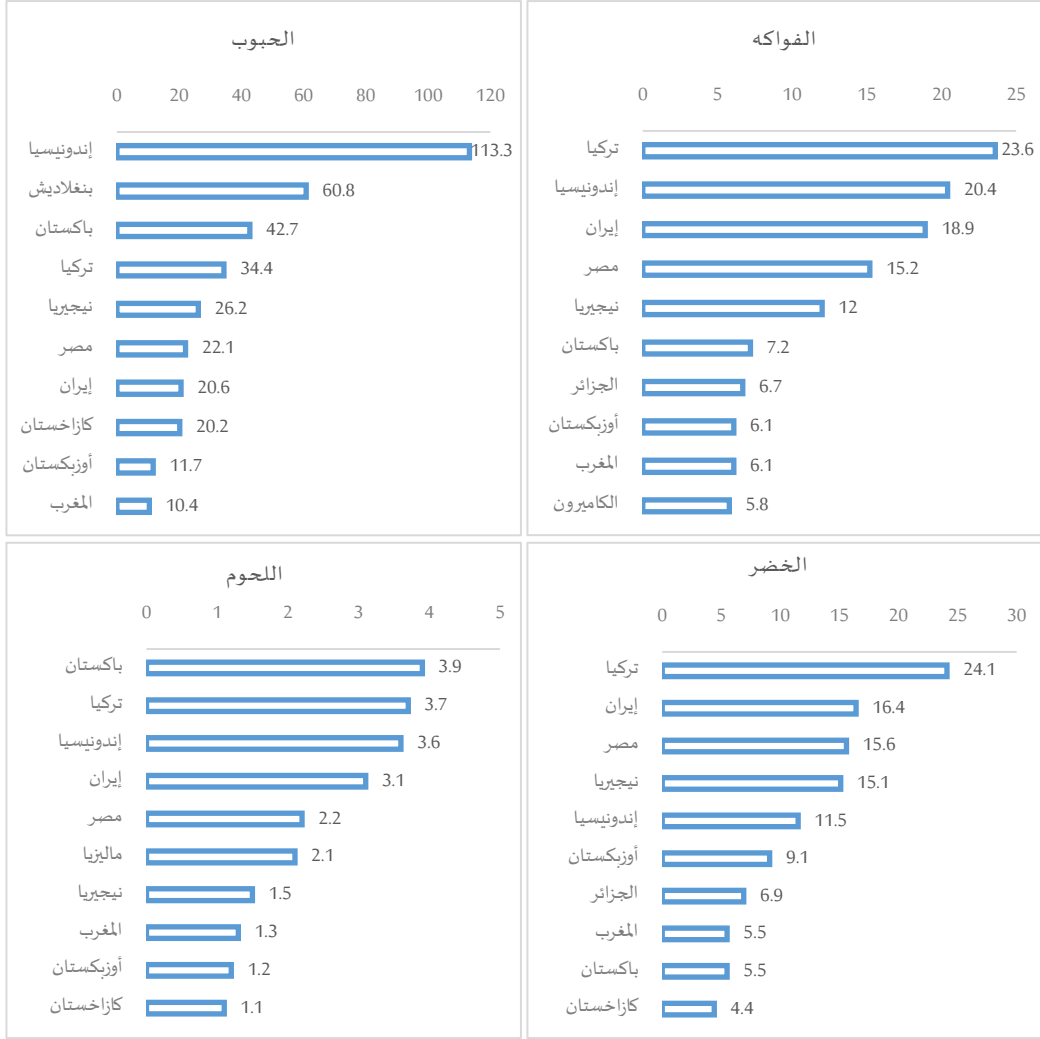 الحبوب
0 20 40 60 80 100 120
إندونيسيا 113.3
بنغلاديش 60.8
باكستان 42.7
تركيا 34.4
نيجيريا 26.2
مصر 22.1
إيران 20.6
كازاخستان 20.2
أوزبكستان 11.7
المغرب 10.4
الفواكه
0 5 10 15 20 25
تركيا 23.6
إندونيسيا 20.4
إيران 18.9
مصر 15.2
نيجيريا 12
باكستان 7.2
الجزائر 6.7
أوزبكستان 6.1
المغرب 6.1
الكاميرون 5.8
اللحوم
0 1 2 3 4 5
باكستان 3.9
تركيا 3.7
إندونيسيا 3.6
إيران 3.1
مصر 2.2
ماليزيا 2.1
نيجيريا 1.5
المغرب 1.3
أوزبكستان 1.2
كازاخستان 1.1
الخضر
0 5 10 15 20 25 30
تركيا 24.1
إيران 16.4
مصر 15.6
نيجيريا 15.1
إندونيسيا 11.5
أوزبكستان 9.1
الجزائر 6.9
المغرب 5.5
باكستان 5.5
كازاخستان 4.4